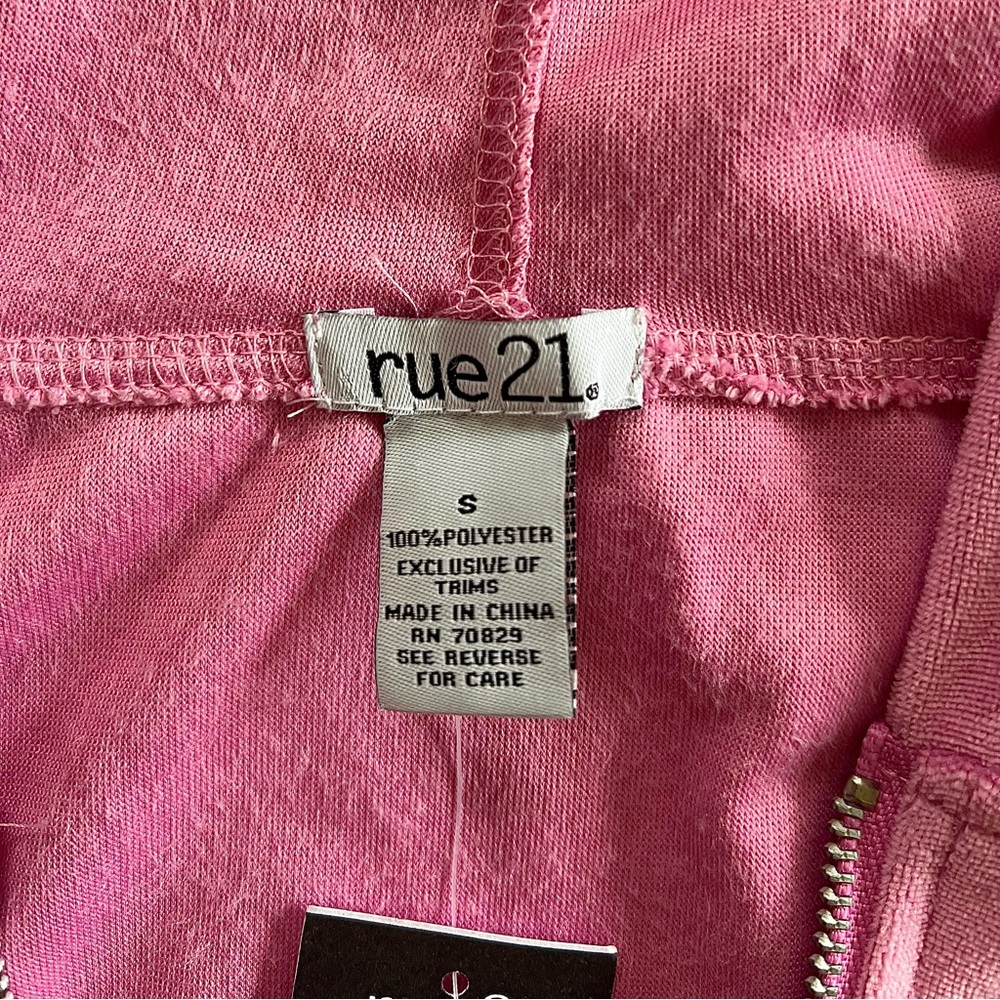 rue21®
S
100%POLYESTER
EXCLUSIVE OF
TRIMS
MADE IN CHINA
RN 70829
SEE REVERSE
FOR CARE